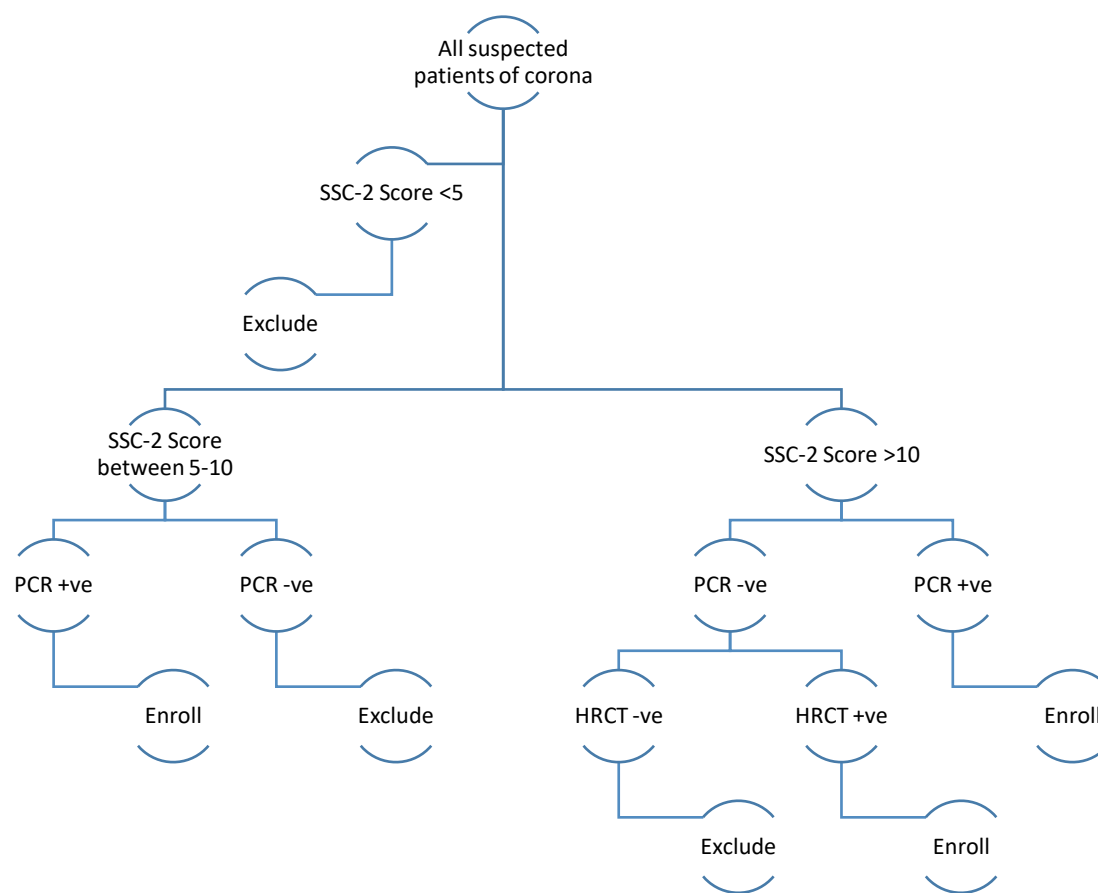 All suspected
patients of corona
SSC-2 Score <5
Exclude
SSC-2 Score
between 5-10
SSC-2 Score >10
PCR +ve
PCR -ve
PCR -ve
PCR +ve
Enroll
Exclude
HRCT -ve
HRCT +ve
Enroll
Exclude
Enroll